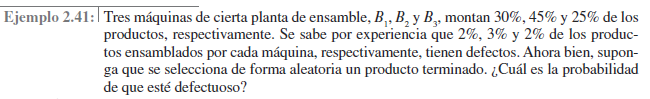 Ejemplo 2.41: Tres máquinas de cierta planta de ensamble, B₁, B₂ y B₃, montan 30%, 45% y 25% de los
productos, respectivamente. Se sabe por experiencia que 2%, 3% y 2% de los produc-
tos ensamblados por cada máquina, respectivamente, tienen defectos. Ahora bien, supon-
ga que se selecciona de forma aleatoria un producto terminado. ¿Cuál es la probabilidad
de que esté defectuoso?